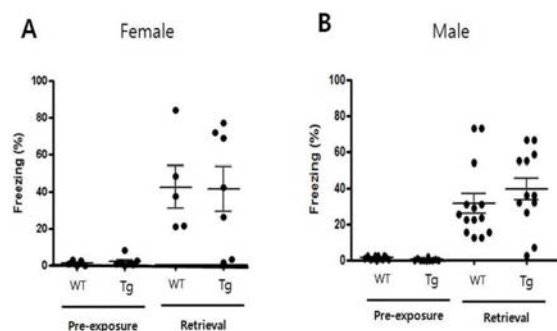 A
Female
Freezing (%)
100
80
60
40
20
0
WT
Tg
WT
Tg
Pre-exposure
Retrieval
B
Male
Freezing (%)
100
80
60
40
20
0
WT
Tg
WT
Tg
Pre-exposure
Retrieval